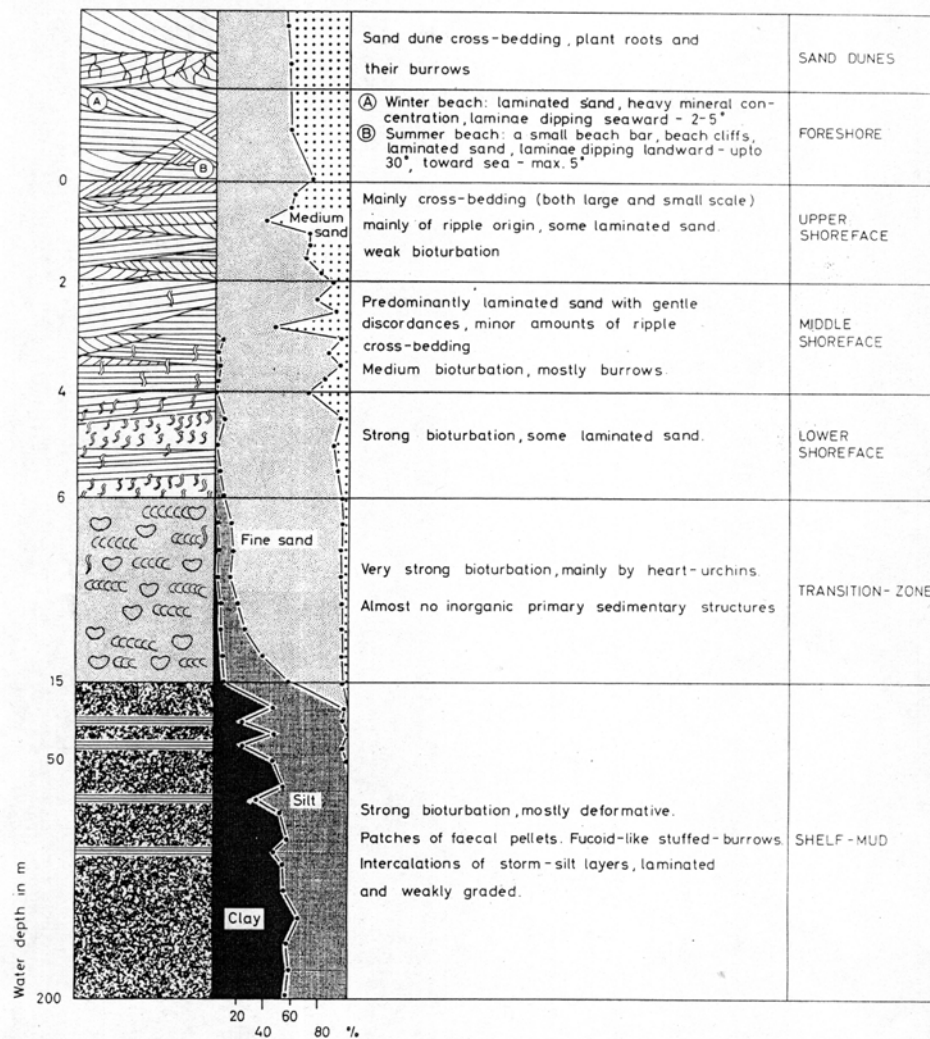 Sand dune cross-bedding, plant roots and
their burrows
SAND DUNES
A
A Winter beach: laminated sand, heavy mineral con-
centration, laminae dipping seaward - 2-5°
B Summer beach: a small beach bar, beach cliffs,
laminated sand, laminae dipping landward - upto
30°, toward sea - max. 5°
FORESHORE
B
0
Medium
sand
Mainly cross-bedding (both large and small scale)
mainly of ripple origin, some laminated sand.
weak bioturbation
UPPER
SHOREFACE
2
Predominantly laminated sand with gentle
discordances, minor amounts of ripple
cross-bedding
Medium bioturbation, mostly burrows.
MIDDLE
SHOREFACE
4
Strong bioturbation, some laminated sand.
LOWER
SHOREFACE
6
Fine sand
Very strong bioturbation, mainly by heart-urchins.
Almost no inorganic primary sedimentary structures
TRANSITION-ZONE
15
50
Silt
Strong bioturbation, mostly deformative.
Patches of faecal pellets. Fucoid-like stuffed-burrows.
Intercalations of storm-silt layers, laminated
and weakly graded.
SHELF-MUD
Clay
Water depth in m
200
20 60
40 80 %